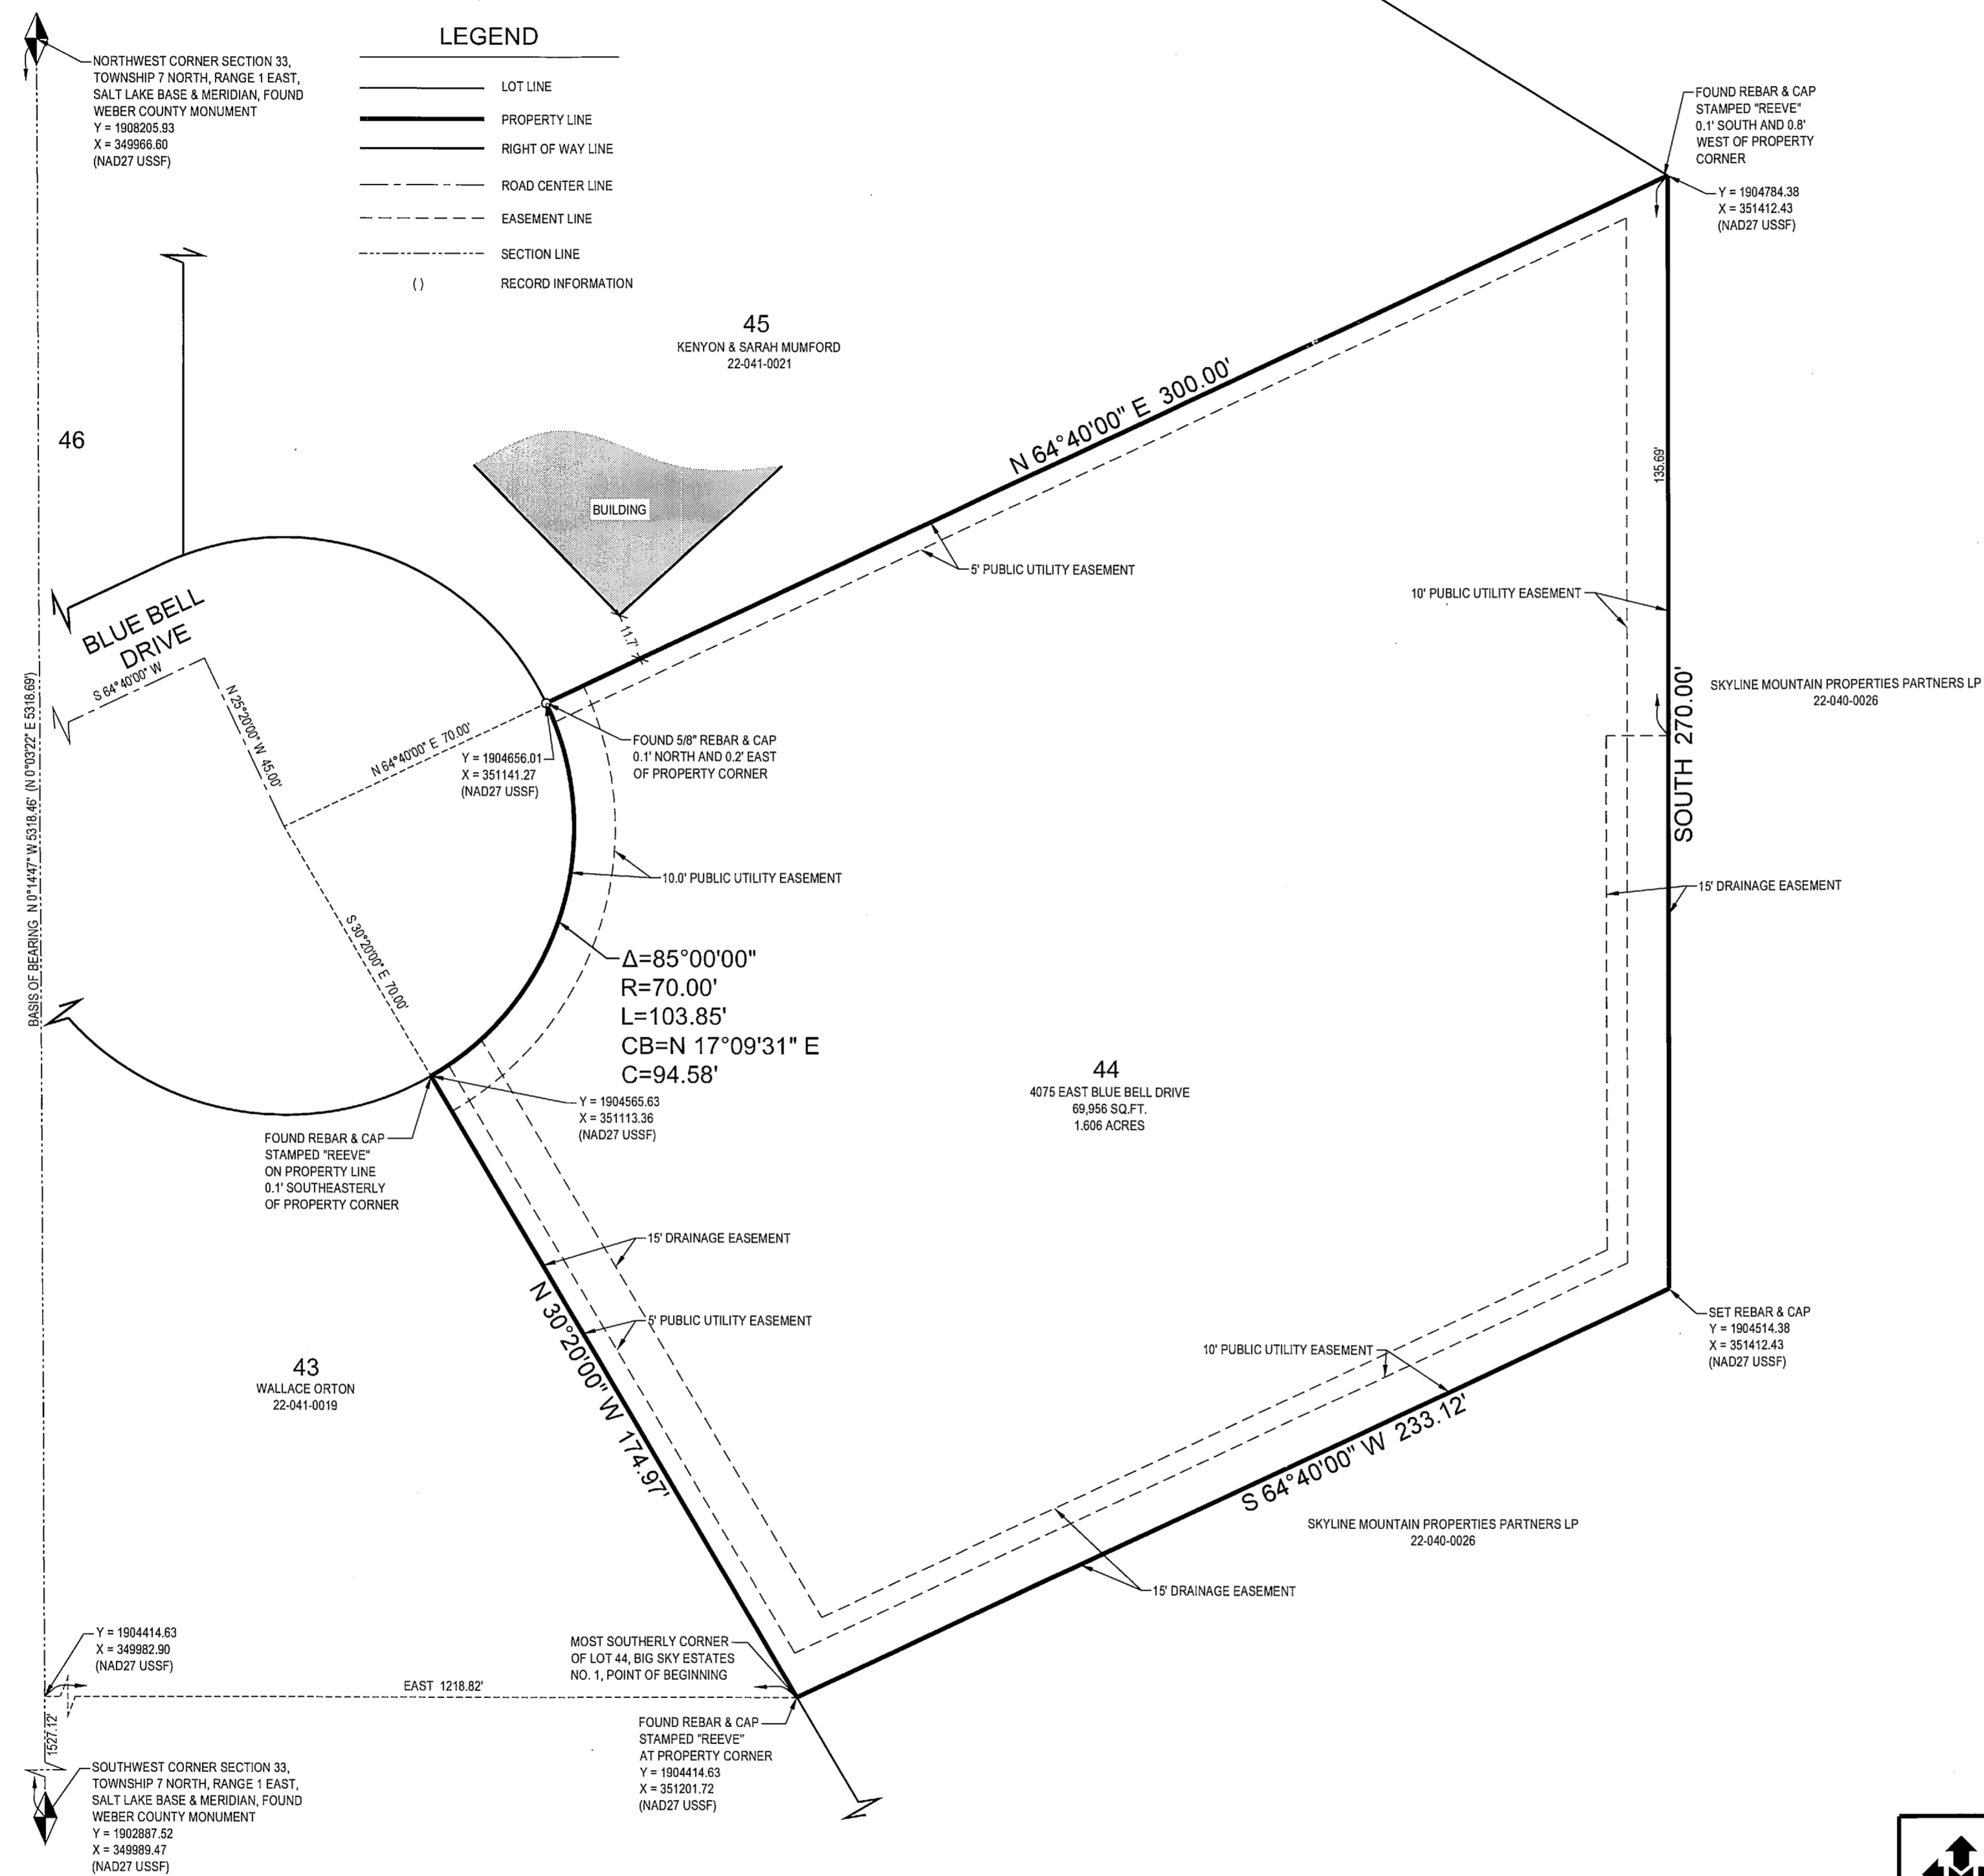 LEGEND
LOT LINE
PROPERTY LINE
RIGHT OF WAY LINE
ROAD CENTER LINE
EASEMENT LINE
SECTION LINE
( ) RECORD INFORMATION
NORTHWEST CORNER SECTION 33,
TOWNSHIP 7 NORTH, RANGE 1 EAST,
SALT LAKE BASE & MERIDIAN, FOUND
WEBER COUNTY MONUMENT
Y = 1908205.93
X = 349966.60
(NAD27 USSF)
FOUND REBAR & CAP
STAMPED "REEVE"
0.1' SOUTH AND 0.8'
WEST OF PROPERTY
CORNER
Y = 1904784.38
X = 351412.43
(NAD27 USSF)
45
KENYON & SARAH MUMFORD
22-041-0021
46
BUILDING
11.7'
N 64°40'00" E 300.00'
135.69'
5' PUBLIC UTILITY EASEMENT
10' PUBLIC UTILITY EASEMENT
BLUE BELL
DRIVE
S 64°40'00" W
N 25°20'00" W 45.00'
N 64°40'00" E 70.00'
Y = 1904656.01
X = 351141.27
(NAD27 USSF)
FOUND 5/8" REBAR & CAP
0.1' NORTH AND 0.2' EAST
OF PROPERTY CORNER
SOUTH 270.00'
SKYLINE MOUNTAIN PROPERTIES PARTNERS LP
22-040-0026
BASIS OF BEARING N 0°14'47" W 5318.46' (N 0°03'22" E 5318.69')
10.0' PUBLIC UTILITY EASEMENT
15' DRAINAGE EASEMENT
S 30°20'00" E 70.00'
Δ=85°00'00"
R=70.00'
L=103.85'
CB=N 17°09'31" E
C=94.58'
44
4075 EAST BLUE BELL DRIVE
69,956 SQ.FT.
1.606 ACRES
Y = 1904565.63
X = 351113.36
(NAD27 USSF)
FOUND REBAR & CAP
STAMPED "REEVE"
ON PROPERTY LINE
0.1' SOUTHEASTERLY
OF PROPERTY CORNER
15' DRAINAGE EASEMENT
5' PUBLIC UTILITY EASEMENT
N 30°20'00" W 174.97'
43
WALLACE ORTON
22-041-0019
SET REBAR & CAP
Y = 1904514.38
X = 351412.43
(NAD27 USSF)
10' PUBLIC UTILITY EASEMENT
S 64°40'00" W 233.12'
SKYLINE MOUNTAIN PROPERTIES PARTNERS LP
22-040-0026
15' DRAINAGE EASEMENT
Y = 1904414.63
X = 349982.90
(NAD27 USSF)
MOST SOUTHERLY CORNER
OF LOT 44, BIG SKY ESTATES
NO. 1, POINT OF BEGINNING
EAST 1218.82'
1527.12'
FOUND REBAR & CAP
STAMPED "REEVE"
AT PROPERTY CORNER
Y = 1904414.63
X = 351201.72
(NAD27 USSF)
SOUTHWEST CORNER SECTION 33,
TOWNSHIP 7 NORTH, RANGE 1 EAST,
SALT LAKE BASE & MERIDIAN, FOUND
WEBER COUNTY MONUMENT
Y = 1902887.52
X = 349989.47
(NAD27 USSF)